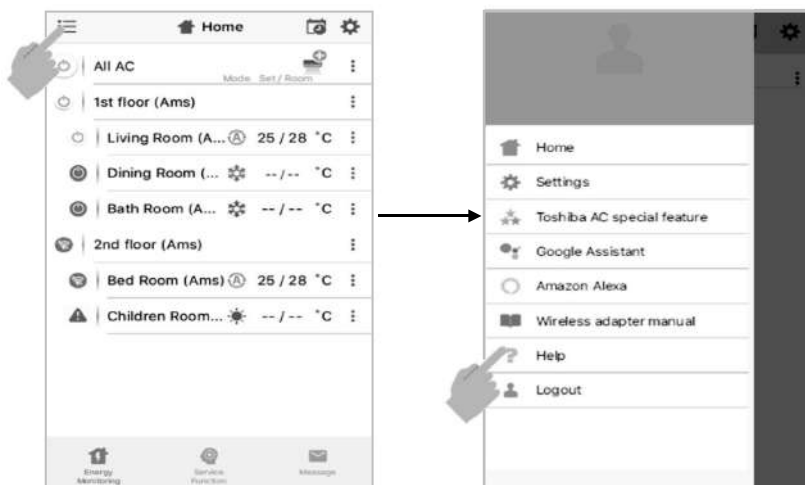 Home
All AC
Mode Set / Room
1st floor (Ams)
Living Room (A... A 25 / 28 °C
Dining Room (... -- / -- °C
Bath Room (A... -- / -- °C
2nd floor (Ams)
Bed Room (Ams) A 25 / 28 °C
Children Room... -- / -- °C
Energy Monitoring
Service Function
Message
Home
Settings
Toshiba AC special feature
Google Assistant
Amazon Alexa
Wireless adapter manual
Help
Logout